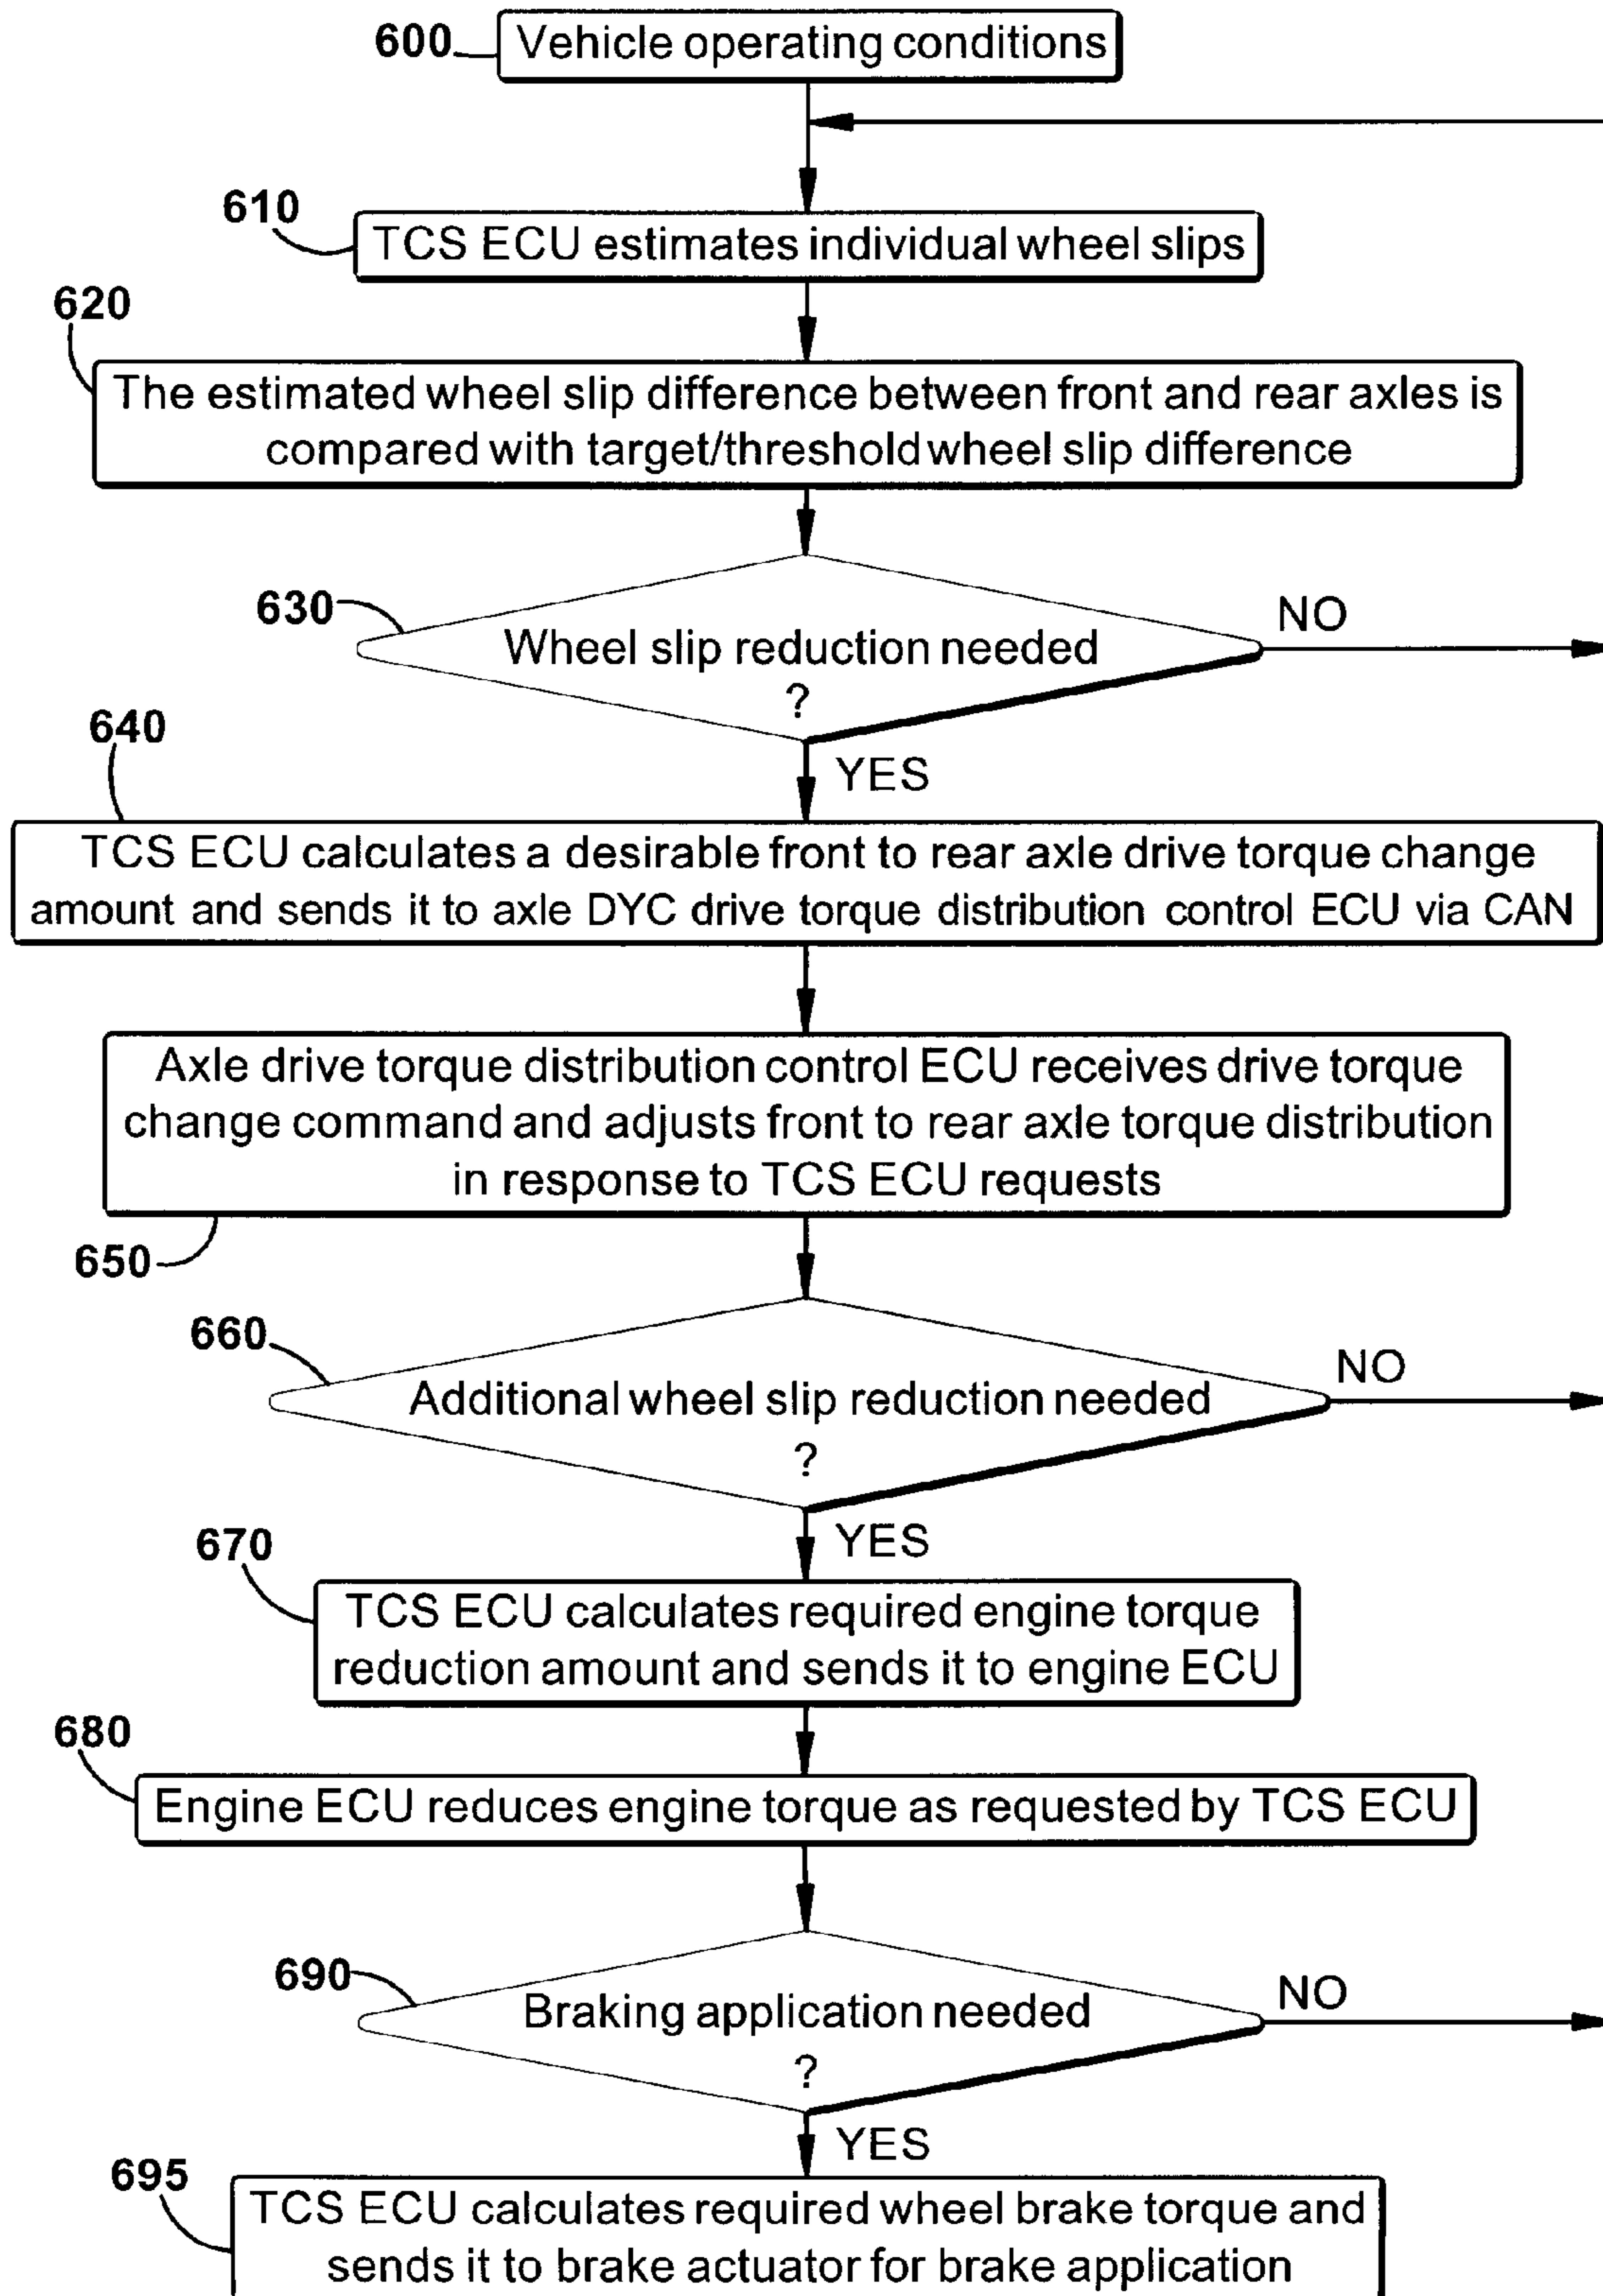 600
Vehicle operating conditions
610
TCS ECU estimates individual wheel slips
620
The estimated wheel slip difference between front and rear axles is
compared with target/threshold wheel slip difference
630
Wheel slip reduction needed
?
NO
YES
640
TCS ECU calculates a desirable front to rear axle drive torque change
amount and sends it to axle DYC drive torque distribution control ECU via CAN
Axle drive torque distribution control ECU receives drive torque
change command and adjusts front to rear axle torque distribution
in response to TCS ECU requests
650
660
Additional wheel slip reduction needed
?
NO
YES
670
TCS ECU calculates required engine torque
reduction amount and sends it to engine ECU
680
Engine ECU reduces engine torque as requested by TCS ECU
690
Braking application needed
?
NO
YES
695
TCS ECU calculates required wheel brake torque and
sends it to brake actuator for brake application